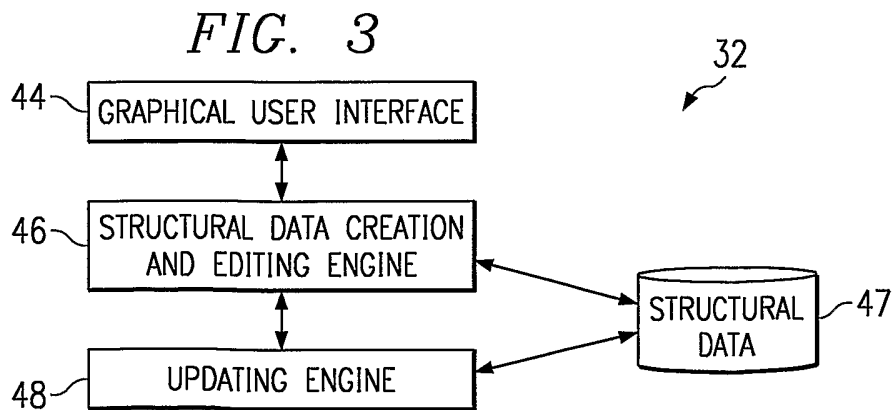 FIG. 3
32
44
GRAPHICAL USER INTERFACE
46
STRUCTURAL DATA CREATION
AND EDITING ENGINE
STRUCTURAL
DATA
47
48
UPDATING ENGINE